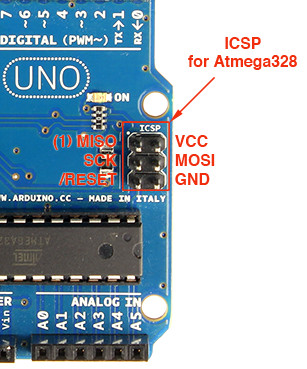 ICSP
for Atmega328
7 6 5 4 3 2 TX→1 RX←0
DIGITAL (PWM~)
UNO
ON
ICSP
(1) MISO VCC
SCK MOSI
/RESET GND
WW.ARDUINO.CC - MADE IN ITALY
ATMEL
ANALOG IN
Vin A0 A1 A2 A3 A4 A5